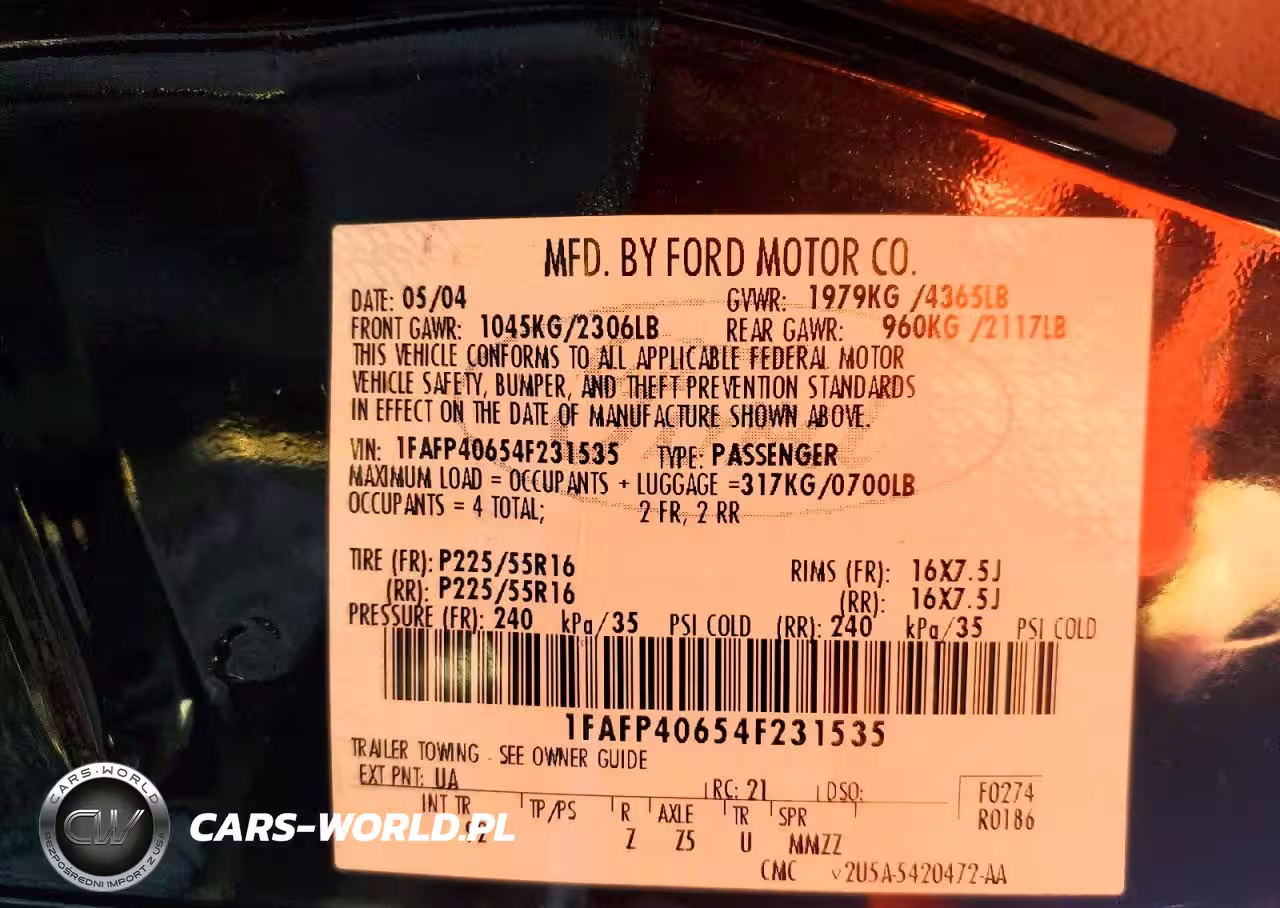 MFD. BY FORD MOTOR CO.
DATE: 05/04 GVWR: 1979KG /4365LB
FRONT GAWR: 1045KG/2306LB REAR GAWR: 960KG /2117LB
THIS VEHICLE CONFORMS TO ALL APPLICABLE FEDERAL MOTOR
VEHICLE SAFETY, BUMPER, AND THEFT PREVENTION STANDARDS
IN EFFECT ON THE DATE OF MANUFACTURE SHOWN ABOVE.
VIN: 1FAFP40654F231535 TYPE: PASSENGER
MAXIMUM LOAD = OCCUPANTS + LUGGAGE =317KG/0700LB
OCCUPANTS = 4 TOTAL; 2 FR, 2 RR
TIRE (FR): P225/55R16 RIMS (FR): 16X7.5J
(RR): P225/55R16 (RR): 16X7.5J
PRESSURE (FR): 240 kPa/35 PSI COLD (RR): 240 kPa/35 PSI COLD
1FAFP40654F231535
TRAILER TOWING - SEE OWNER GUIDE
EXT PNT: UA RC: 21 DSO: F0274
INT TR TP/PS R AXLE TR SPR R0186
Z Z5 U MMZZ
CMC v2U5A-5420472-AA
CARS-WORLD
CW
BEZPOŚREDNI IMPORT Z USA
CARS-WORLD.PL